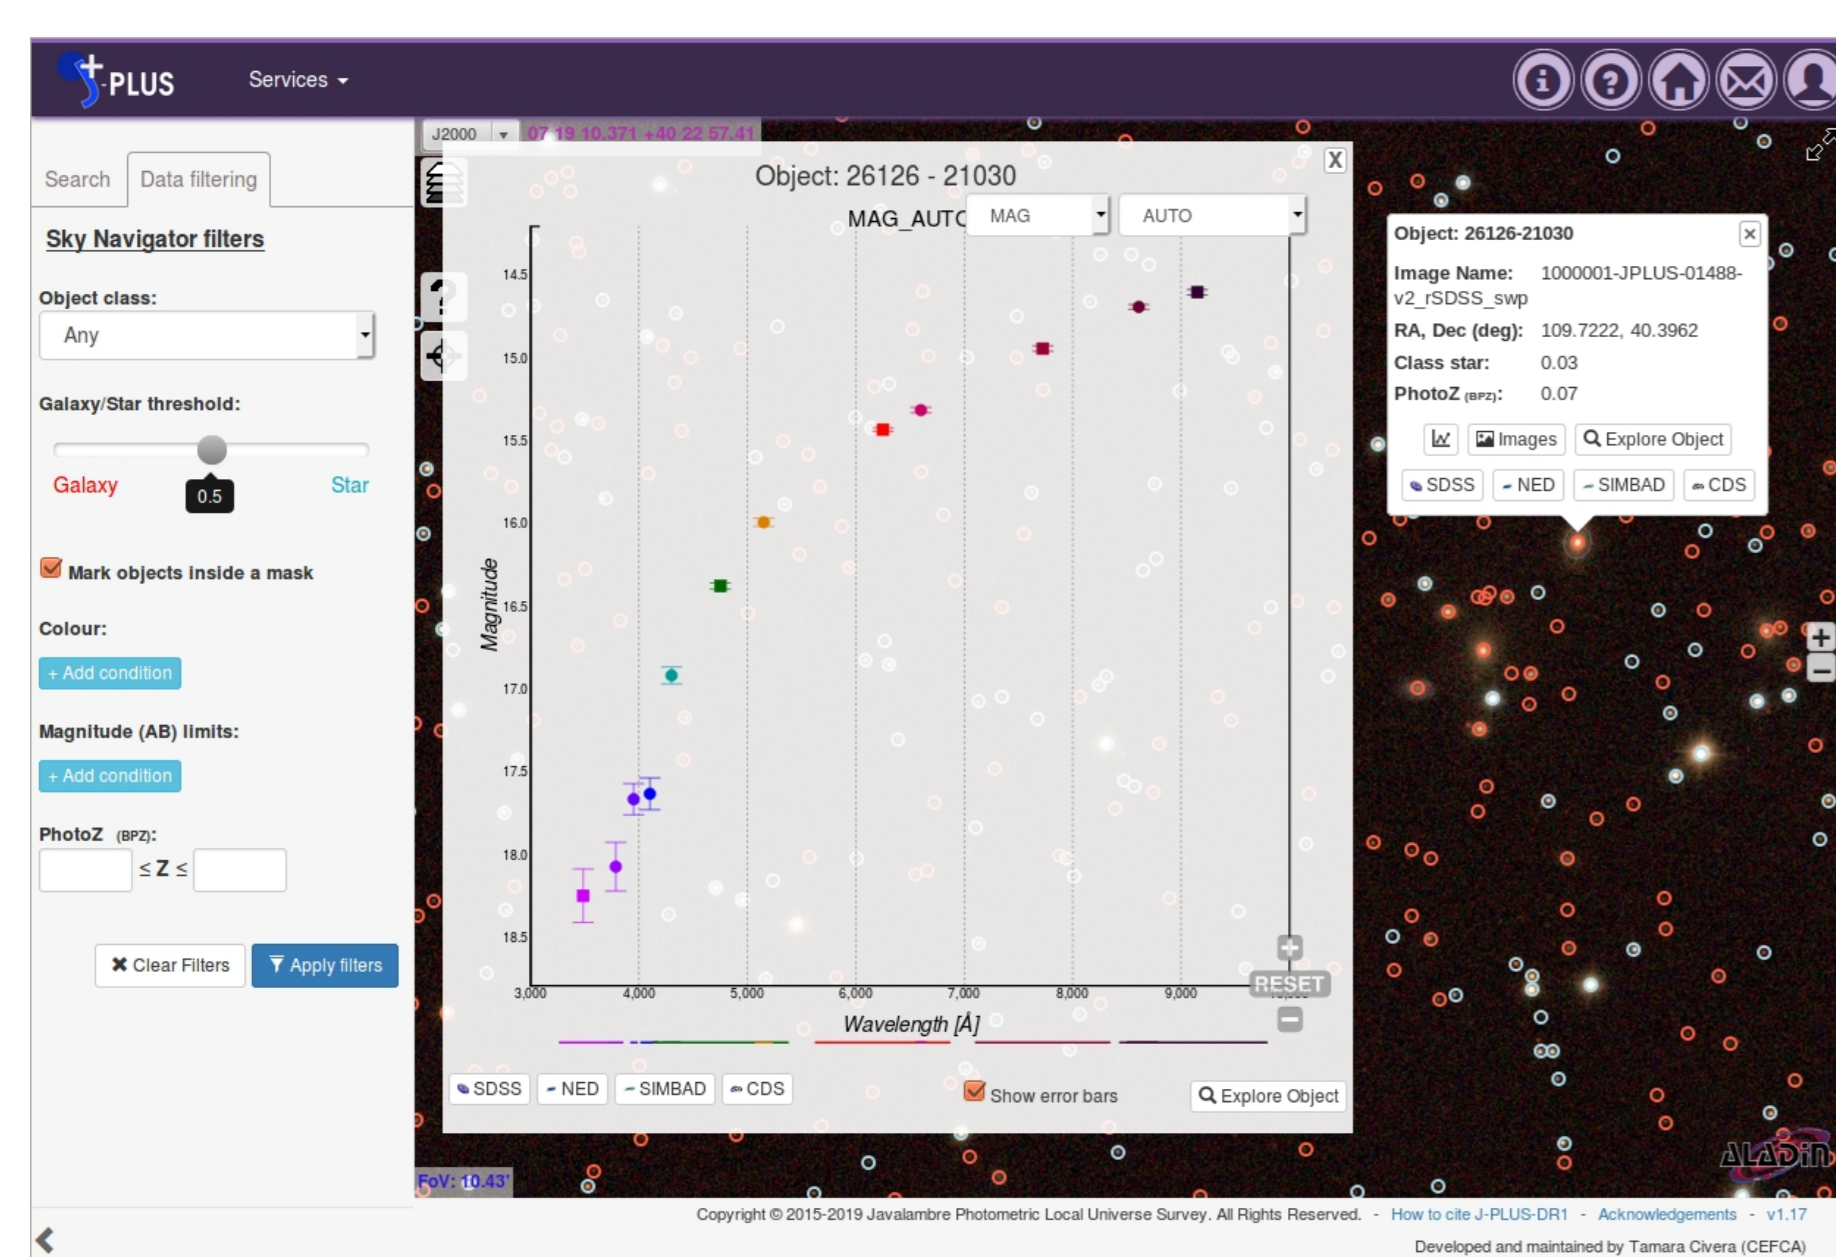 J-PLUS
Services
Search
Data filtering
Sky Navigator filters
Object class:
Any
Galaxy/Star threshold:
Galaxy
0.5
Star
Mark objects inside a mask
Colour:
+ Add condition
Magnitude (AB) limits:
+ Add condition
PhotoZ (BPZ):
≤ Z ≤
Clear Filters
Apply filters
J2000
07 19 10.371 +40 22 57.41
Object: 26126 - 21030
X
MAG_AUTO
MAG
AUTO
Magnitude
14.5
15.0
15.5
16.0
16.5
17.0
17.5
18.0
18.5
3,000
4,000
5,000
6,000
7,000
8,000
9,000
RESET
Wavelength [Å]
SDSS
NED
SIMBAD
CDS
Show error bars
Explore Object
Object: 26126-21030
Image Name: 1000001-JPLUS-01488-
v2_rSDSS_swp
RA, Dec (deg): 109.7222, 40.3962
Class star: 0.03
PhotoZ (BPZ): 0.07
Images
Explore Object
SDSS
NED
SIMBAD
CDS
FoV: 10.43'
ALADiN
Copyright © 2015-2019 Javalambre Photometric Local Universe Survey. All Rights Reserved. - How to cite J-PLUS-DR1 - Acknowledgements - v1.17
Developed and maintained by Tamara Civera (CEFCA)